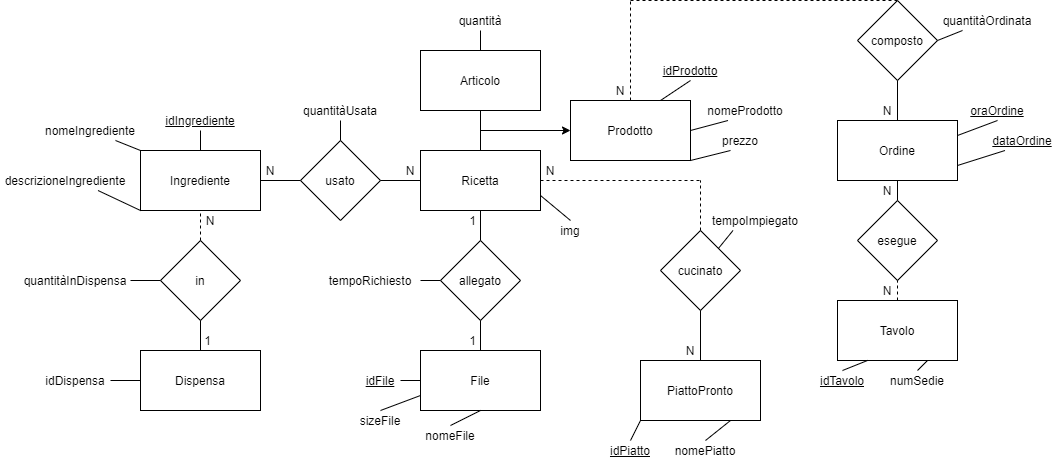 quantità
quantitàOrdinata
composto
Articolo
idProdotto
N
quantitàUsata
nomeProdotto
N
oraOrdine
idIngrediente
nomeIngrediente
Prodotto
prezzo
Ordine
dataOrdine
N
N
N
descrizioneIngrediente
Ingrediente
usato
Ricetta
N
N
1
img
tempoImpiegato
esegue
quantitàInDispensa
in
tempoRichiesto
allegato
cucinato
N
1
1
N
Tavolo
idDispensa
Dispensa
idFile
File
PiattoPronto
idTavolo
numSedie
sizeFile
nomeFile
idPiatto
nomePiatto